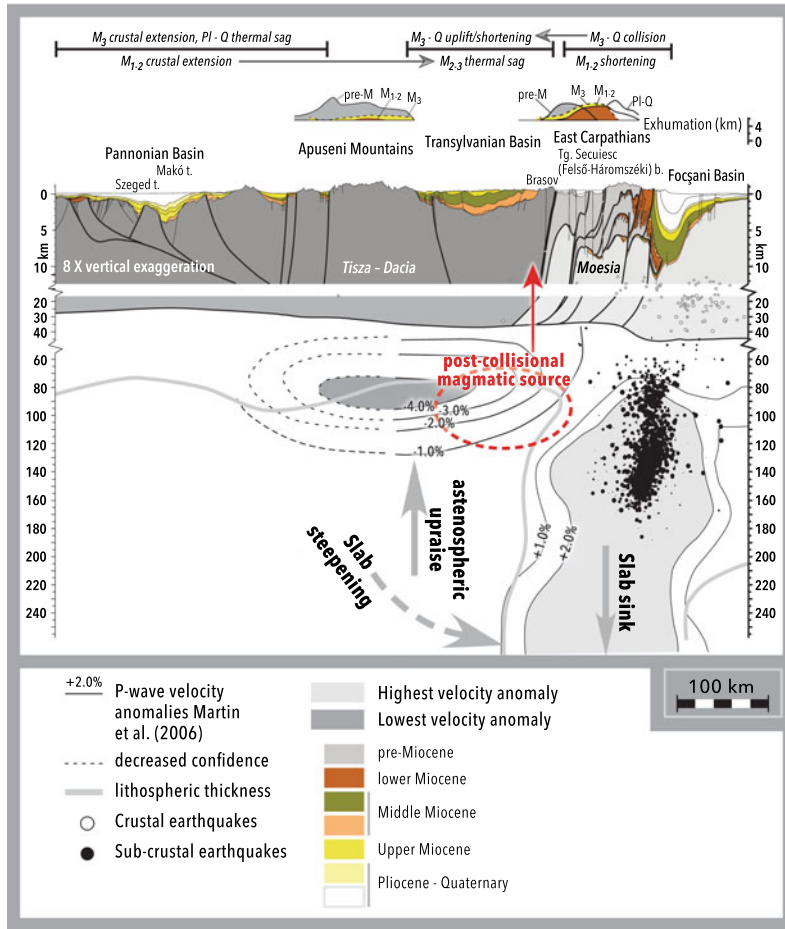 M3 crustal extension, Pl - Q thermal sag
M3 - Q uplift/shortening
M3 - Q collision
M1-2 crustal extension
M2-3 thermal sag
M1-2 shortening
pre-M
M1-2
M3
pre-M
M3
M1-2
Pl-Q
Exhumation (km)
4
0
Apuseni Mountains
Transylvanian Basin
East Carpathians
Pannonian Basin
Makó t.
Szeged t.
Brasov
Tg. Secuiesc
(Felső-Háromszéki) b.
Focşani Basin
0
5
10
km
0
5
10
km
8 X vertical exaggeration
Tisza – Dacia
Moesia
20
30
40
20
30
40
60
80
100
120
140
160
180
200
220
240
60
80
100
120
140
160
180
200
220
240
post-collisional
magmatic source
-4.0%
-3.0%
-2.0%
-1.0%
+1.0%
+2.0%
astenospheric
upraise
Slab
steepening
Slab sink
+2.0%
P-wave velocity
anomalies Martin
et al. (2006)
decreased confidence
lithospheric thickness
Crustal earthquakes
Sub-crustal earthquakes
Highest velocity anomaly
Lowest velocity anomaly
pre-Miocene
lower Miocene
Middle Miocene
Upper Miocene
Pliocene - Quaternary
100 km